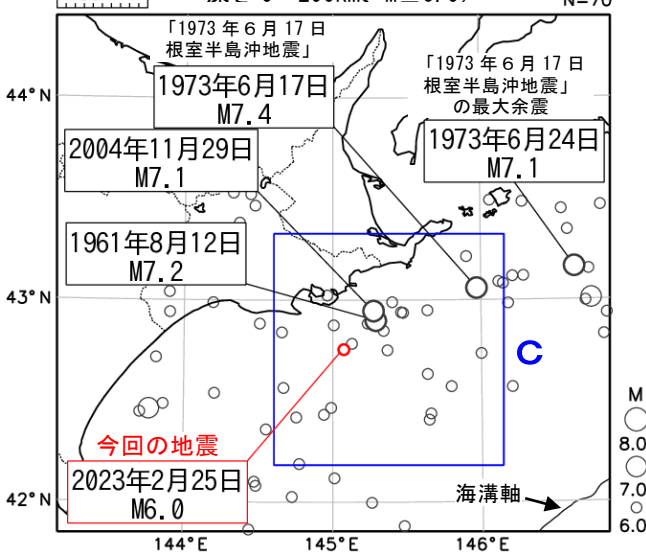 N=70
「1973年6月17日
根室半島沖地震」
1973年6月17日
M7.4
「1973年6月17日
根室半島沖地震」
の最大余震
1973年6月24日
M7.1
2004年11月29日
M7.1
1961年8月12日
M7.2
44°N
43°N
42°N
C
今回の地震
2023年2月25日
M6.0
海溝軸
M
8.0
7.0
6.0
144°E
145°E
146°E